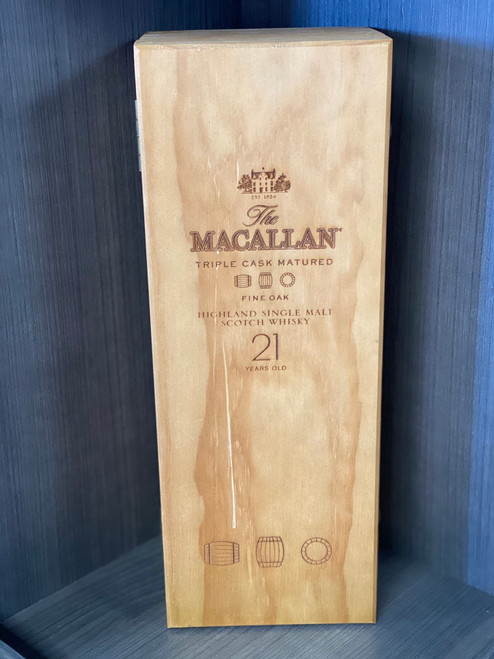 EST. 1824
The
MACALLAN
TRIPLE CASK MATURED
FINE OAK
HIGHLAND SINGLE MALT
SCOTCH WHISKY
21
YEARS OLD